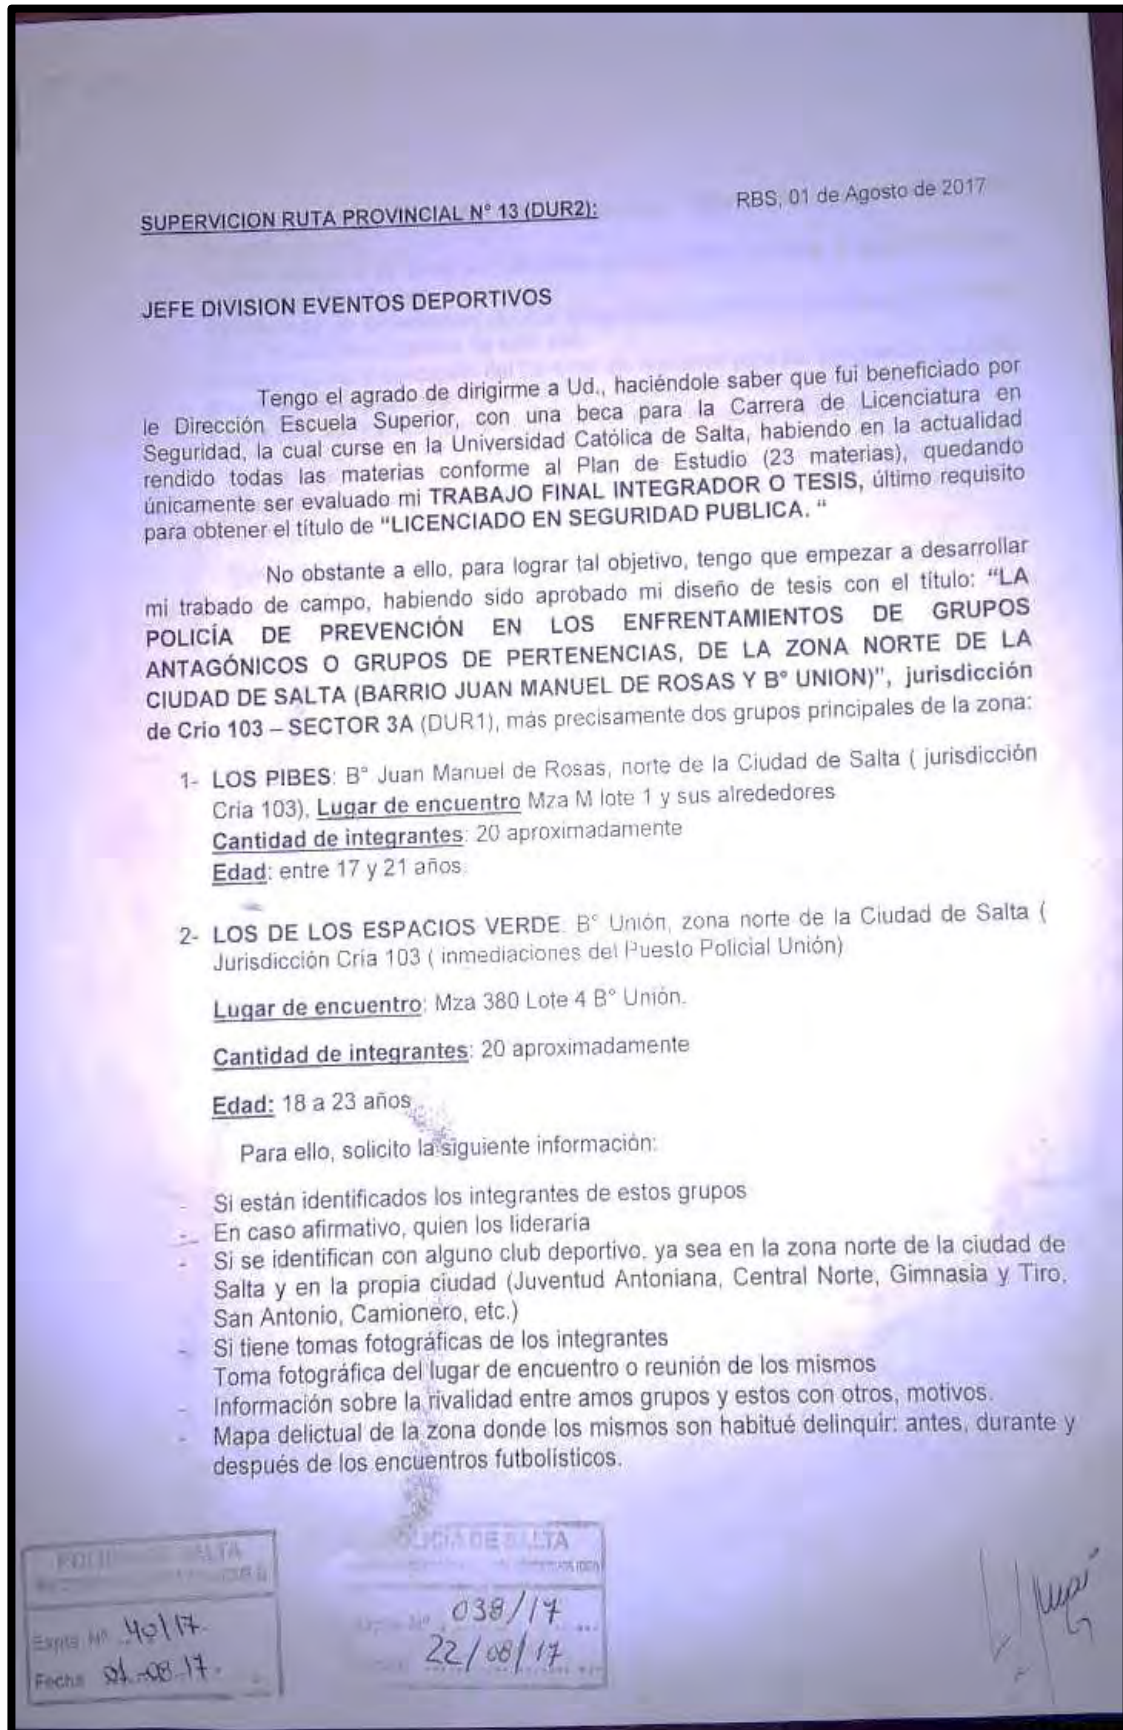 RBS, 01 de Agosto de 2017
SUPERVICION RUTA PROVINCIAL Nº 13 (DUR2):
JEFE DIVISION EVENTOS DEPORTIVOS
Tengo el agrado de dirigirme a Ud., haciéndole saber que fui beneficiado por
le Dirección Escuela Superior, con una beca para la Carrera de Licenciatura en
Seguridad, la cual curse en la Universidad Católica de Salta, habiendo en la actualidad
rendido todas las materias conforme al Plan de Estudio (23 materias), quedando
únicamente ser evaluado mi TRABAJO FINAL INTEGRADOR O TESIS, último requisito
para obtener el título de “LICENCIADO EN SEGURIDAD PUBLICA. “
No obstante a ello, para lograr tal objetivo, tengo que empezar a desarrollar
mi trabado de campo, habiendo sido aprobado mi diseño de tesis con el título: “LA
POLICÍA DE PREVENCIÓN EN LOS ENFRENTAMIENTOS DE GRUPOS
ANTAGÓNICOS O GRUPOS DE PERTENENCIAS, DE LA ZONA NORTE DE LA
CIUDAD DE SALTA (BARRIO JUAN MANUEL DE ROSAS Y Bº UNION)”, jurisdicción
de Crio 103 – SECTOR 3A (DUR1), más precisamente dos grupos principales de la zona:
1- LOS PIBES: Bº Juan Manuel de Rosas, norte de la Ciudad de Salta ( jurisdicción
Cria 103), Lugar de encuentro Mza M lote 1 y sus alrededores
Cantidad de integrantes: 20 aproximadamente
Edad: entre 17 y 21 años.
2- LOS DE LOS ESPACIOS VERDE: Bº Unión, zona norte de la Ciudad de Salta (
Jurisdicción Cria 103 ( inmediaciones del Puesto Policial Unión)
Lugar de encuentro: Mza 380 Lote 4 Bº Unión.
Cantidad de integrantes: 20 aproximadamente
Edad: 18 a 23 años
Para ello, solicito la siguiente información:
- Si están identificados los integrantes de estos grupos
- En caso afirmativo, quien los lideraria
- Si se identifican con alguno club deportivo, ya sea en la zona norte de la ciudad de
Salta y en la propia ciudad (Juventud Antoniana, Central Norte, Gimnasia y Tiro,
San Antonio, Camionero, etc.)
- Si tiene tomas fotográficas de los integrantes
Toma fotográfica del lugar de encuentro o reunión de los mismos
- Información sobre la rivalidad entre amos grupos y estos con otros, motivos.
- Mapa delictual de la zona donde los mismos son habitué delinquir: antes, durante y
después de los encuentros futbolísticos.
POLICIA DE SALTA
Expte Nº 40/17.
Fecha 01-08-17.
POLICIA DE SALTA
Expte Nº 038/17
22/08/17